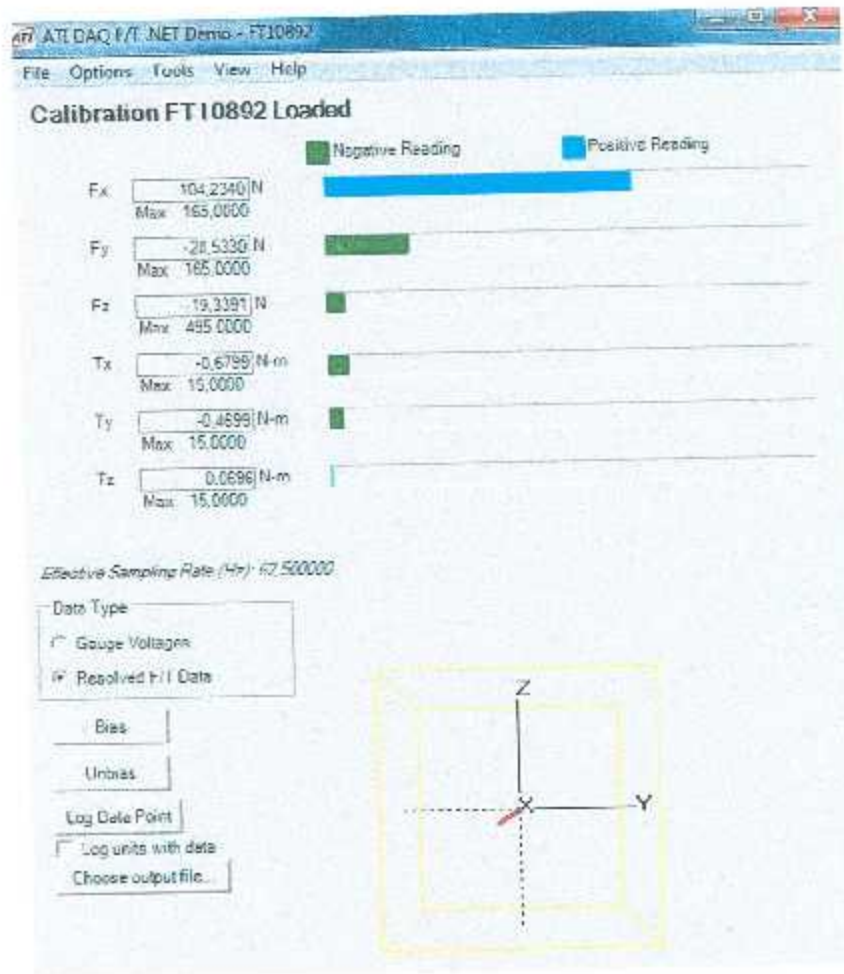 ATI DAQ F/T .NET Demo - FT10892
File Options Tools View Help
Calibration FT10892 Loaded
Negative Reading Positive Reading
Fx 104,2340 N
Max 165,0000
Fy -28,5330 N
Max 165,0000
Fz -19,3391 N
Max 495,0000
Tx -0,6799 N-m
Max 15,0000
Ty -0,4699 N-m
Max 15,0000
Tz 0,0696 N-m
Max 15,0000
Effective Sampling Rate (Hz): 62,500000
Data Type
Gauge Voltages
Resolved F/T Data
Bias
Unbias
Log Data Point
Log units with data
Choose output file...
Z
X
Y